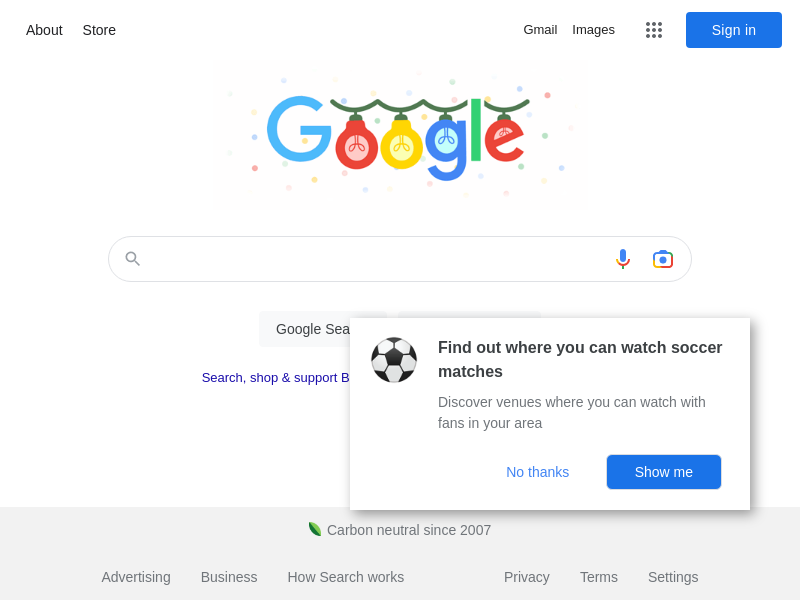 About Store Gmail Images Sign in
Google
Google Sea
Search, shop & support B
Find out where you can watch soccer
matches
Discover venues where you can watch with
fans in your area
No thanks Show me
Carbon neutral since 2007
Advertising Business How Search works Privacy Terms Settings